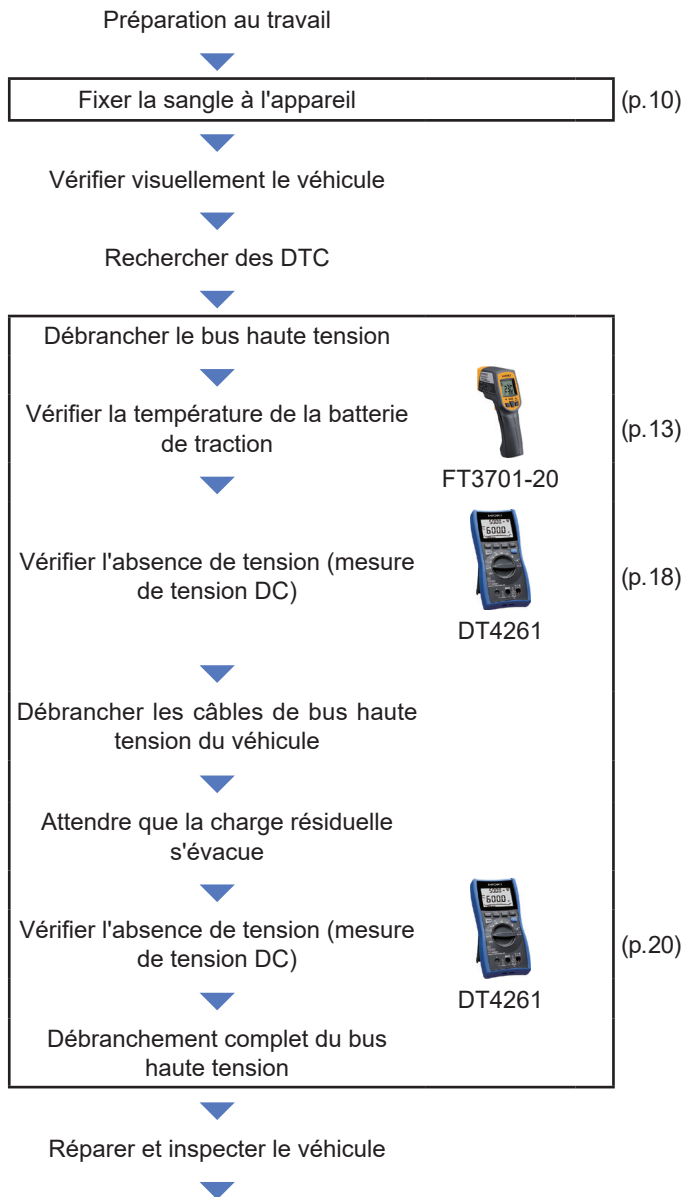 Préparation au travail
Fixer la sangle à l'appareil
(p.10)
Vérifier visuellement le véhicule
Rechercher des DTC
Débrancher le bus haute tension
Vérifier la température de la batterie
de traction
FT3701-20
(p.13)
Vérifier l'absence de tension (mesure
de tension DC)
DT4261
(p.18)
Débrancher les câbles de bus haute
tension du véhicule
Attendre que la charge résiduelle
s'évacue
Vérifier l'absence de tension (mesure
de tension DC)
DT4261
(p.20)
Débranchement complet du bus
haute tension
Réparer et inspecter le véhicule